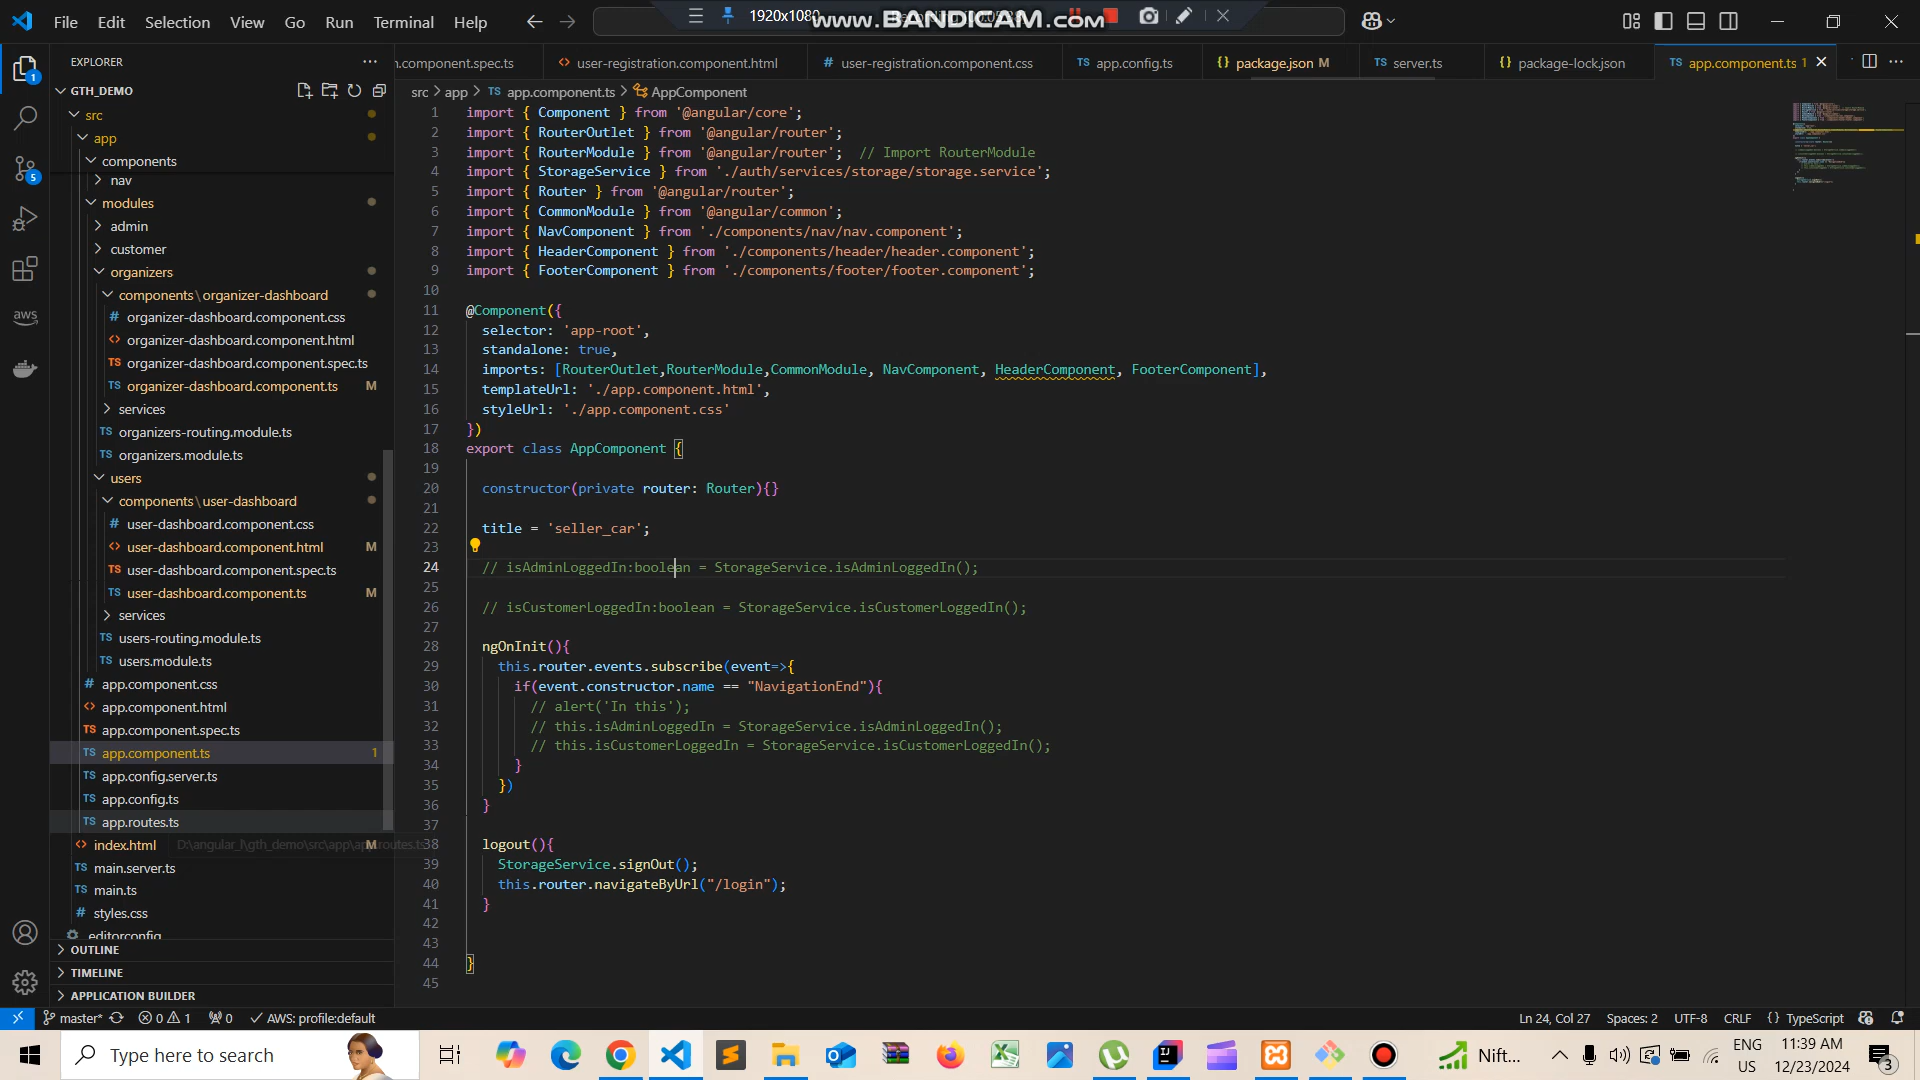 File Edit Selection View Go Run Terminal Help
1920x1080
www.BANDICAM.com
EXPLORER
n.component.spec.ts
user-registration.component.html
user-registration.component.css
app.config.ts
package.json M
server.ts
package-lock.json
app.component.ts 1
GTH_DEMO
src > app > TS app.component.ts > AppComponent
src
app
components
nav
modules
admin
customer
organizers
components\organizer-dashboard
organizer-dashboard.component.css
organizer-dashboard.component.html
organizer-dashboard.component.spec.ts
organizer-dashboard.component.ts M
services
organizers-routing.module.ts
organizers.module.ts
users
components\user-dashboard
user-dashboard.component.css
user-dashboard.component.html M
user-dashboard.component.spec.ts
user-dashboard.component.ts M
services
users-routing.module.ts
users.module.ts
app.component.css
app.component.html
app.component.spec.ts
app.component.ts 1
app.config.server.ts
app.config.ts
app.routes.ts
index.html M
main.server.ts
main.ts
styles.css
.editorconfig
OUTLINE
TIMELINE
APPLICATION BUILDER
1 import { Component } from '@angular/core';
2 import { RouterOutlet } from '@angular/router';
3 import { RouterModule } from '@angular/router';  // Import RouterModule
4 import { StorageService } from './auth/services/storage/storage.service';
5 import { Router } from '@angular/router';
6 import { CommonModule } from '@angular/common';
7 import { NavComponent } from './components/nav/nav.component';
8 import { HeaderComponent } from './components/header/header.component';
9 import { FooterComponent } from './components/footer/footer.component';
10
11 @Component({
12 selector: 'app-root',
13 standalone: true,
14 imports: [RouterOutlet,RouterModule,CommonModule, NavComponent, HeaderComponent, FooterComponent],
15 templateUrl: './app.component.html',
16 styleUrl: './app.component.css'
17 })
18 export class AppComponent {
19
20 constructor(private router: Router){}
21
22 title = 'seller_car';
23
24 // isAdminLoggedIn:boolean = StorageService.isAdminLoggedIn();
25
26 // isCustomerLoggedIn:boolean = StorageService.isCustomerLoggedIn();
27
28 ngOnInit(){
29 this.router.events.subscribe(event=>{
30 if(event.constructor.name == "NavigationEnd"){
31 // alert('In this');
32 // this.isAdminLoggedIn = StorageService.isAdminLoggedIn();
33 // this.isCustomerLoggedIn = StorageService.isCustomerLoggedIn();
34 }
35 })
36 }
37
38 logout(){
39 StorageService.signOut();
40 this.router.navigateByUrl("/login");
41 }
42
43
44 }
45
master* 0 1 0 AWS: profile:default
Ln 24, Col 27 Spaces: 2 UTF-8 CRLF {} TypeScript
Type here to search
Nift...
ENG
US
11:39 AM
12/23/2024
3